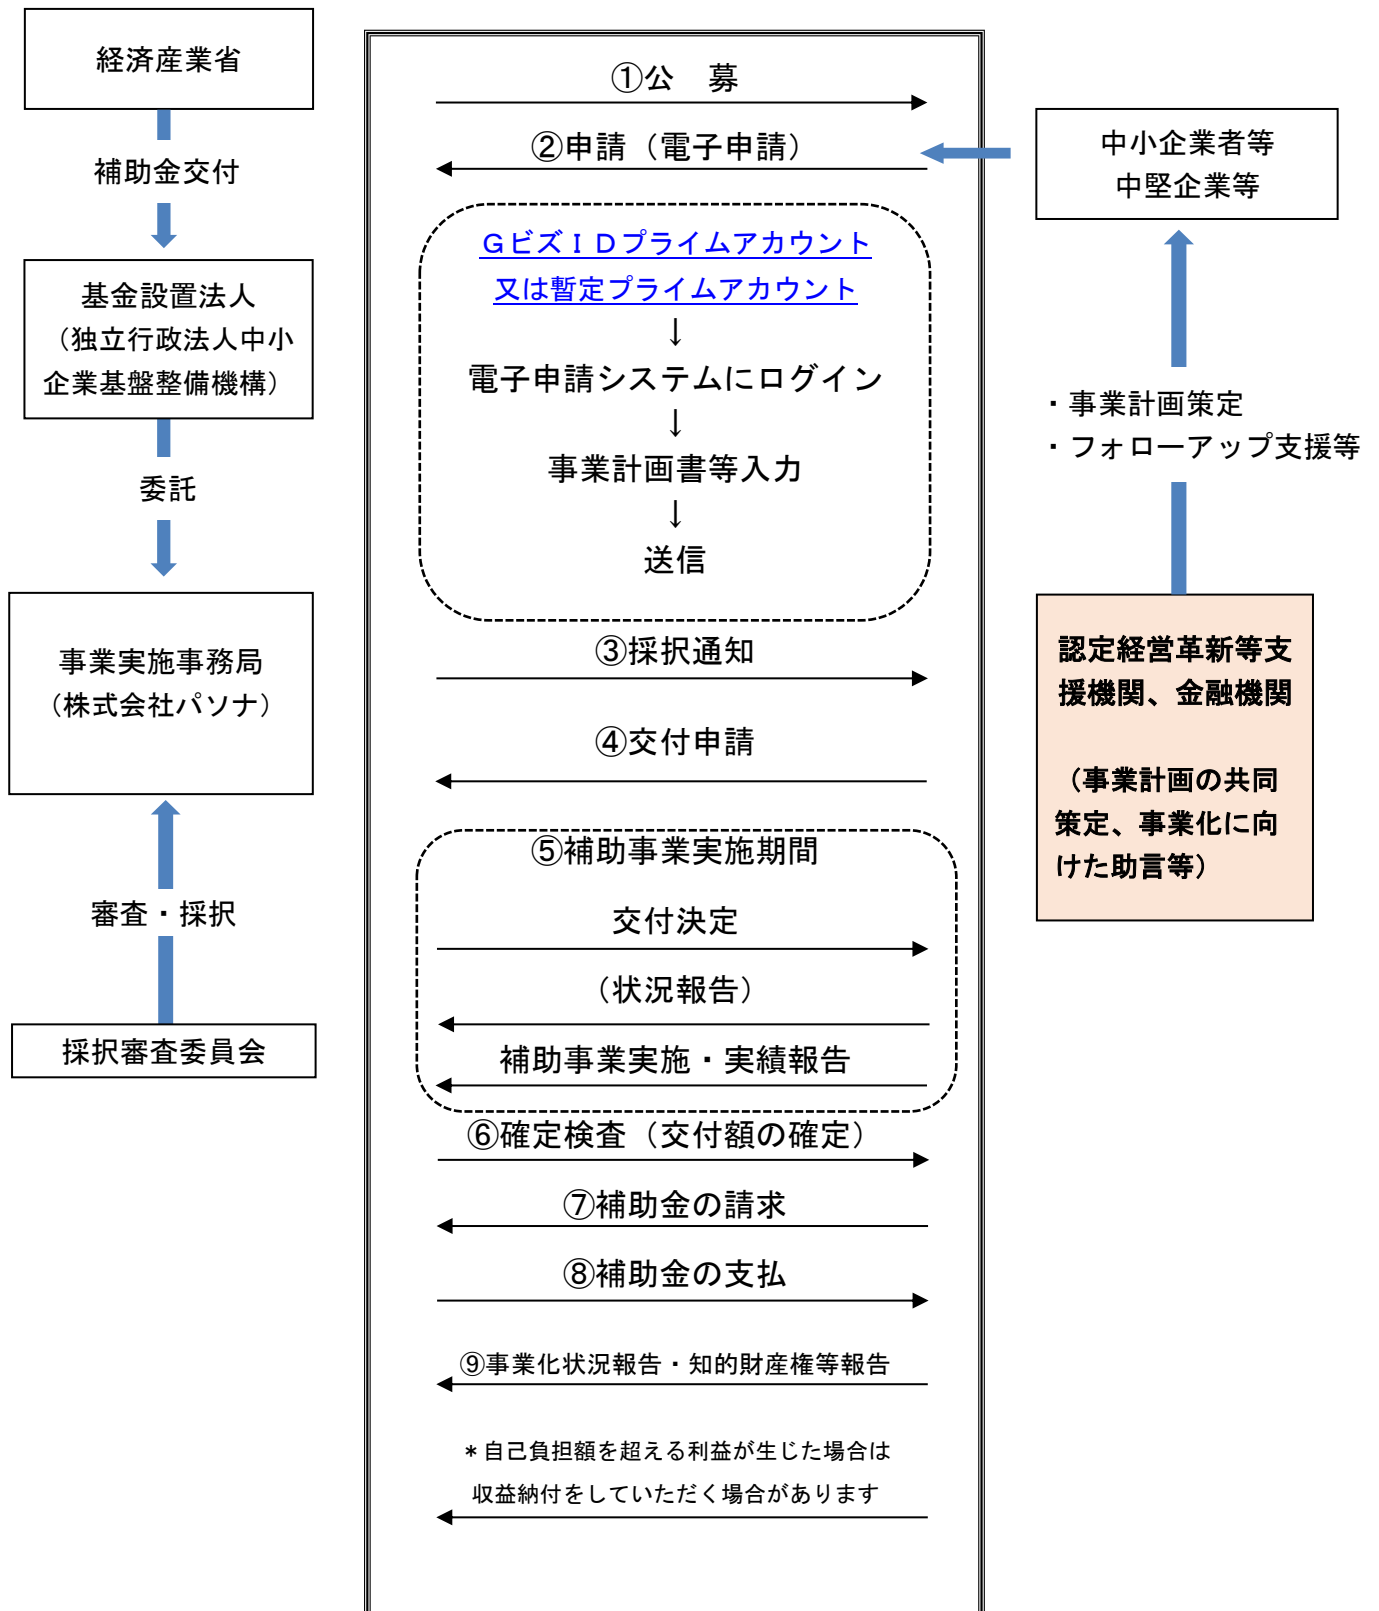 経済産業省
補助金交付
基金設置法人
（独立行政法人中小
企業基盤整備機構）
委託
事業実施事務局
（株式会社パソナ）
審査・採択
採択審査委員会
①公　募
②申請（電子申請）
ＧビズＩＤプライムアカウント
又は暫定プライムアカウント
↓
電子申請システムにログイン
↓
事業計画書等入力
↓
送信
③採択通知
④交付申請
⑤補助事業実施期間
交付決定
（状況報告）
補助事業実施・実績報告
⑥確定検査（交付額の確定）
⑦補助金の請求
⑧補助金の支払
⑨事業化状況報告・知的財産権等報告
＊自己負担額を超える利益が生じた場合は
収益納付をしていただく場合があります
中小企業者等
中堅企業等
・事業計画策定
・フォローアップ支援等
認定経営革新等支
援機関、金融機関
（事業計画の共同
策定、事業化に向
けた助言等）